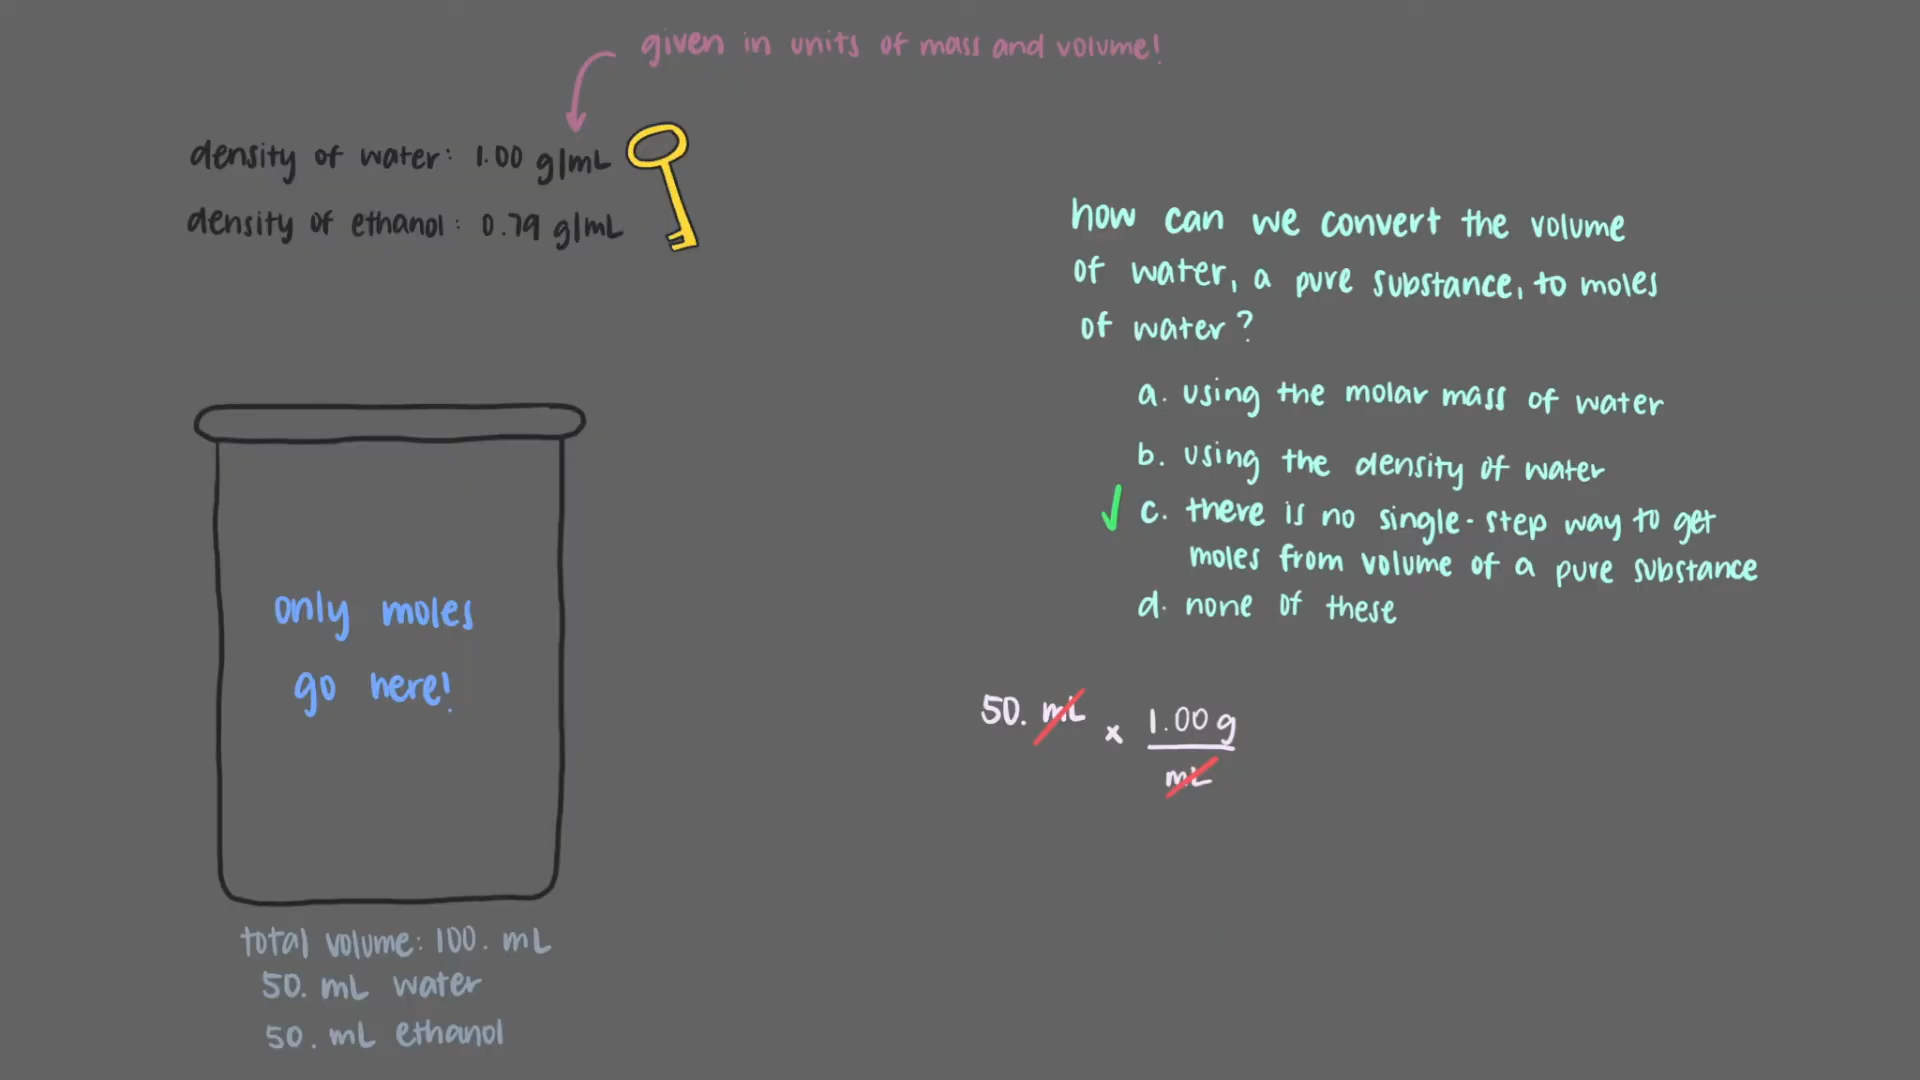 given in units of mass and volume!
density of water: 1.00 g/mL
density of ethanol: 0.79 g/mL
how can we convert the volume
of water, a pure substance, to moles
of water?
a. using the molar mass of water
b. using the density of water
✓ c. there is no single-step way to get
moles from volume of a pure substance
d. none of these
only moles
go here!
50. mL x 1.00 g
mL
total volume: 100. mL
50. mL water
50. mL ethanol